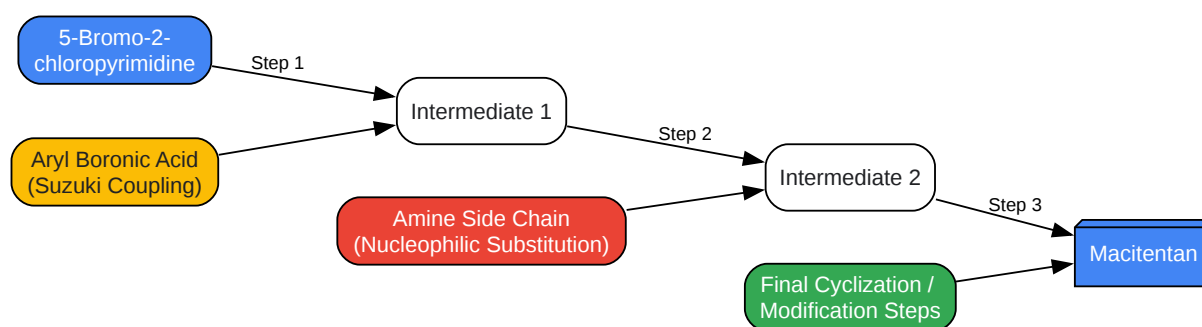 5-Bromo-2-
chloropyrimidine
Step 1
Aryl Boronic Acid
(Suzuki Coupling)
Intermediate 1
Step 2
Amine Side Chain
(Nucleophilic Substitution)
Intermediate 2
Step 3
Final Cyclization /
Modification Steps
Macitentan